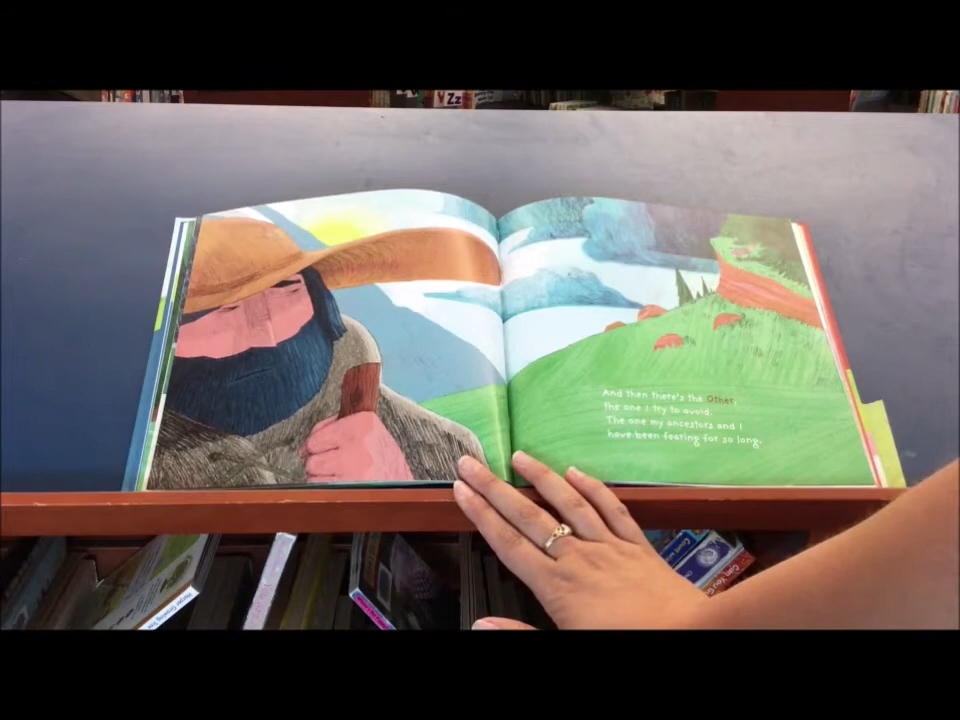 Zz
And then there's the Other,
the one I try to avoid.
The one my ancestors and I
have been fearing for so long.